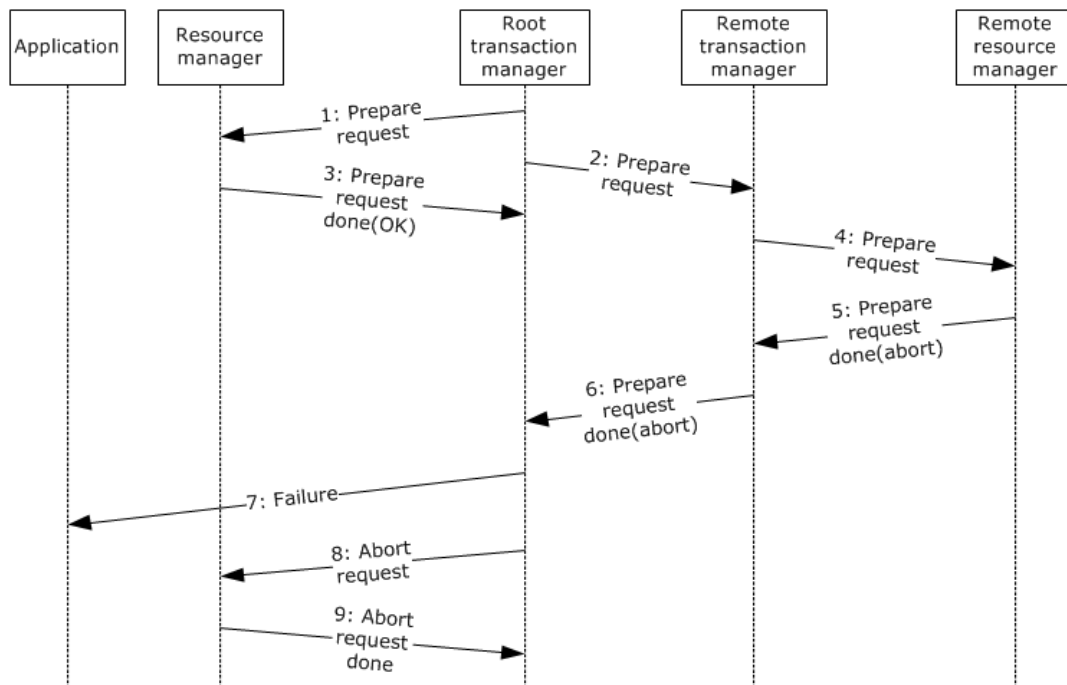 Application
Resource
manager
Root
transaction
manager
Remote
transaction
manager
Remote
resource
manager
1: Prepare
request
2: Prepare
request
3: Prepare
request
done(OK)
4: Prepare
request
5: Prepare
request
done(abort)
6: Prepare
request
done(abort)
7: Failure
8: Abort
request
9: Abort
request
done